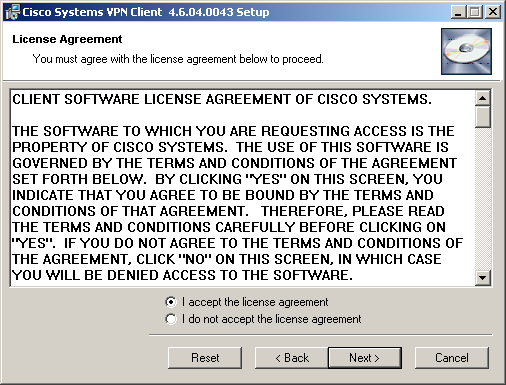 Cisco Systems VPN Client 4.6.04.0043 Setup
License Agreement
You must agree with the license agreement below to proceed.
CLIENT SOFTWARE LICENSE AGREEMENT OF CISCO SYSTEMS.
THE SOFTWARE TO WHICH YOU ARE REQUESTING ACCESS IS THE
PROPERTY OF CISCO SYSTEMS. THE USE OF THIS SOFTWARE IS
GOVERNED BY THE TERMS AND CONDITIONS OF THE AGREEMENT
SET FORTH BELOW. BY CLICKING "YES" ON THIS SCREEN, YOU
INDICATE THAT YOU AGREE TO BE BOUND BY THE TERMS AND
CONDITIONS OF THAT AGREEMENT. THEREFORE, PLEASE READ
THE TERMS AND CONDITIONS CAREFULLY BEFORE CLICKING ON
"YES". IF YOU DO NOT AGREE TO THE TERMS AND CONDITIONS OF
THE AGREEMENT, CLICK "NO" ON THIS SCREEN, IN WHICH CASE
YOU WILL BE DENIED ACCESS TO THE SOFTWARE.
I accept the license agreement
I do not accept the license agreement
Reset
< Back
Next >
Cancel